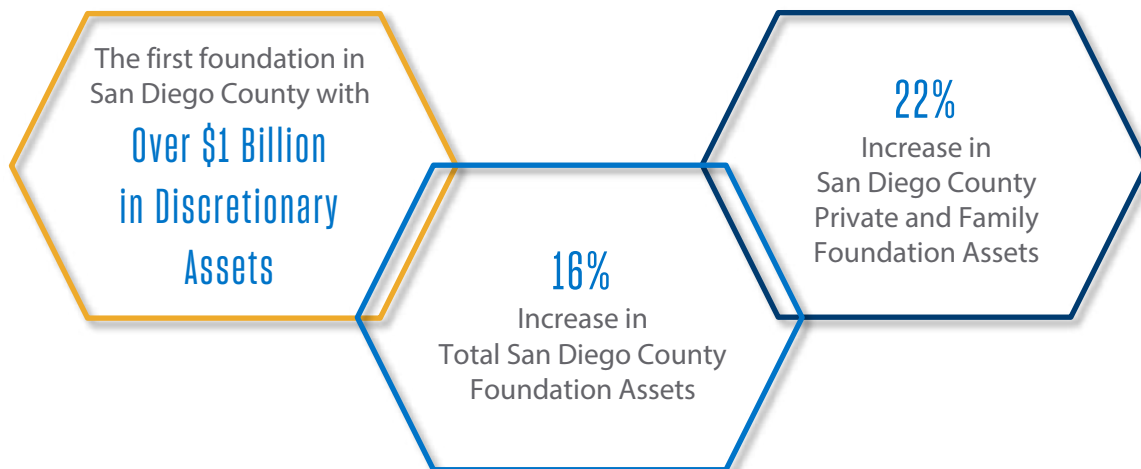 The first foundation in
San Diego County with
Over $1 Billion
in Discretionary
Assets
16%
Increase in
Total San Diego County
Foundation Assets
22%
Increase in
San Diego County
Private and Family
Foundation Assets